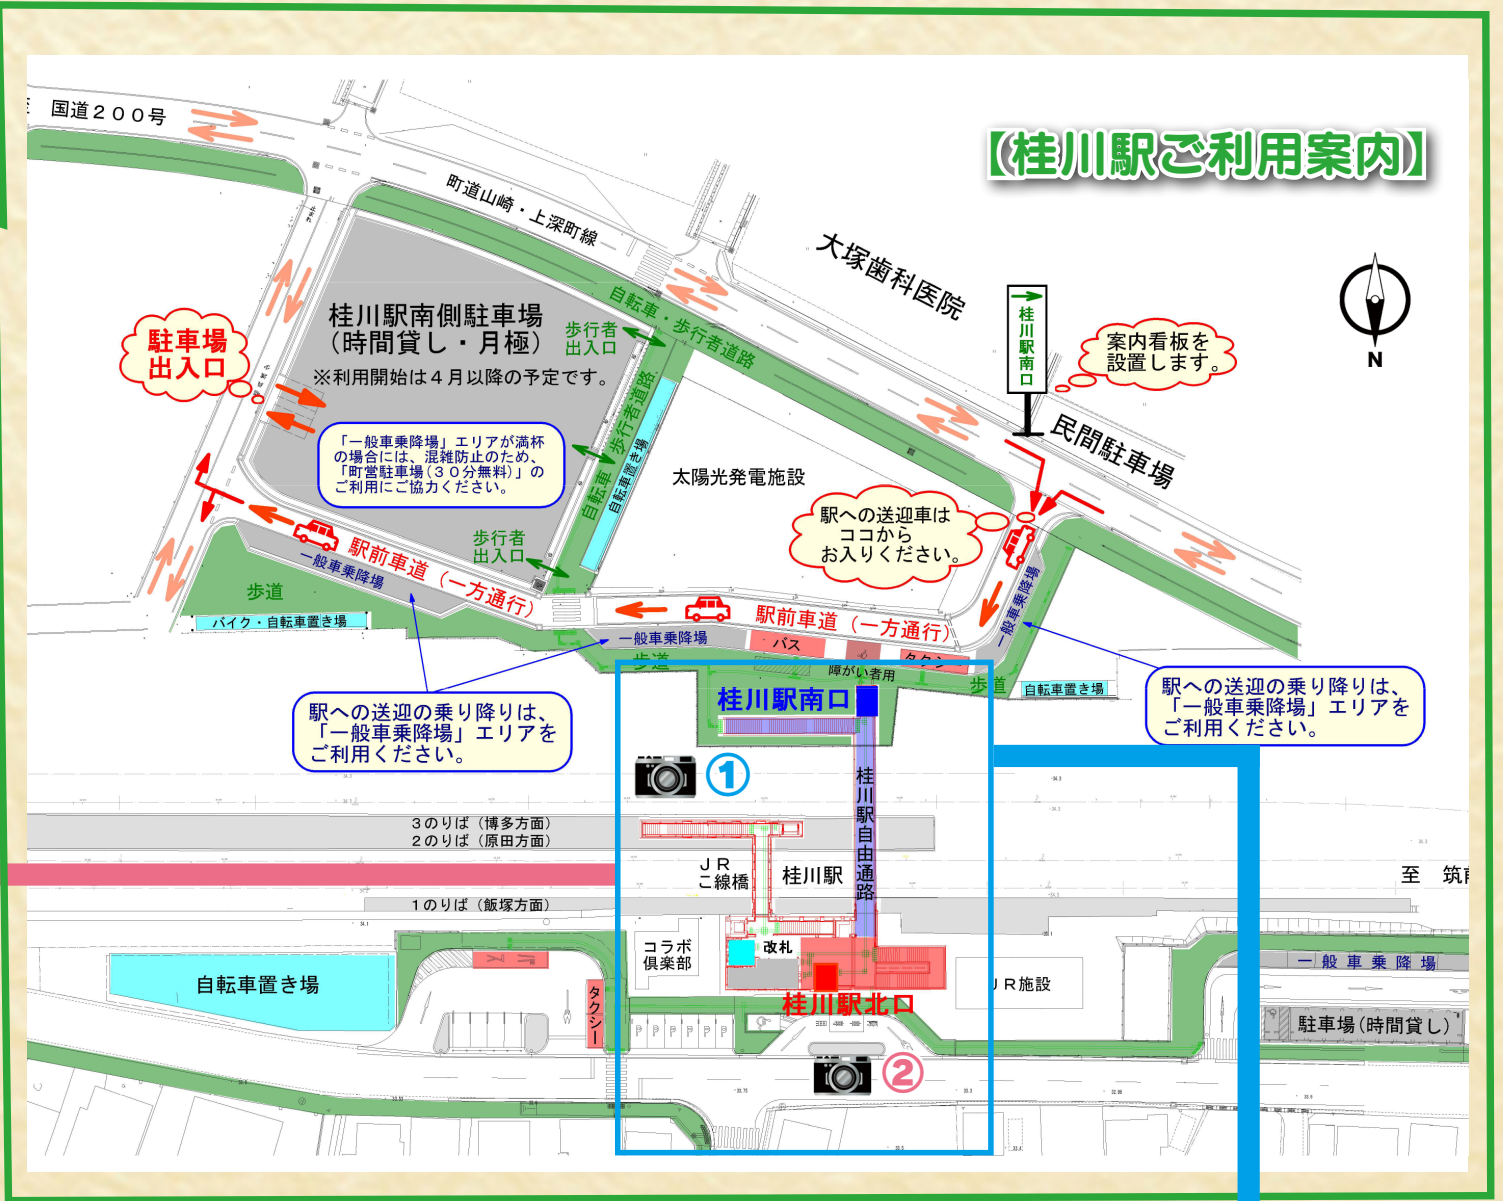 国道２００号
【桂川駅ご利用案内】
町道山崎・上深町線
大塚歯科医院
桂川駅南口
案内看板を
設置します。
N
民間駐車場
自転車・歩行者道路
駐車場
出入口
桂川駅南側駐車場
（時間貸し・月極）
※利用開始は４月以降の予定です。
歩行者
出入口
「一般車乗降場」エリアが満杯
の場合には、混雑防止のため、
「町営駐車場(３０分無料)」の
ご利用にご協力ください。
自転車・歩行者道路
自転車置き場
太陽光発電施設
駅への送迎車は
ココから
お入りください。
歩行者
出入口
駅前車道（一方通行）
一般車乗降場
歩道
バイク・自転車置き場
駅前車道（一方通行）
一般車乗降場
一般車乗降場
バス
障がい者用
タクシー
歩道
歩道
自転車置き場
駅への送迎の乗り降りは、
「一般車乗降場」エリアを
ご利用ください。
駅への送迎の乗り降りは、
「一般車乗降場」エリアを
ご利用ください。
桂川駅南口
①
桂川駅自由通路
３のりば（博多方面）
２のりば（原田方面）
ＪＲ
こ線橋
桂川駅
至　筑
１のりば（飯塚方面）
コラボ
倶楽部
改札
自転車置き場
タクシー
桂川駅北口
ＪＲ施設
一般車乗降場
駐車場(時間貸し)
②